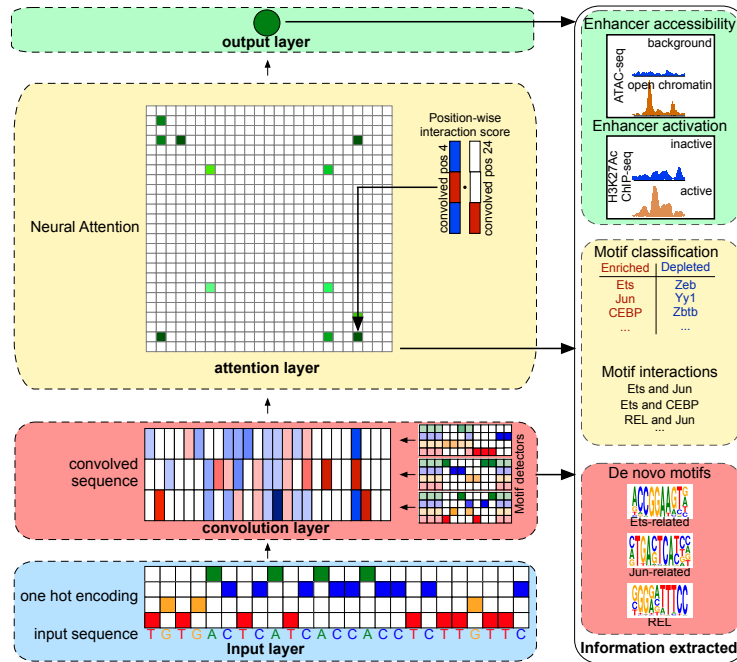 output layer
Neural Attention
Position-wise
interaction score
convolved pos 4
convolved pos 24
attention layer
convolved
sequence
Motif detectors
convolution layer
one hot encoding
input sequence
TGTGACTCATCACCACCTCTTGTTC
Input layer
Enhancer accessibility
ATAC-seq
background
open chromatin
Enhancer activation
H3K27Ac
ChIP-seq
inactive
active
Motif classification
Enriched Depleted
Ets Zeb
Jun Yy1
CEBP Zbtb
... ...
Motif interactions
Ets and Jun
Ets and CEBP
REL and Jun
...
De novo motifs
Ets-related
Jun-related
REL
Information extracted